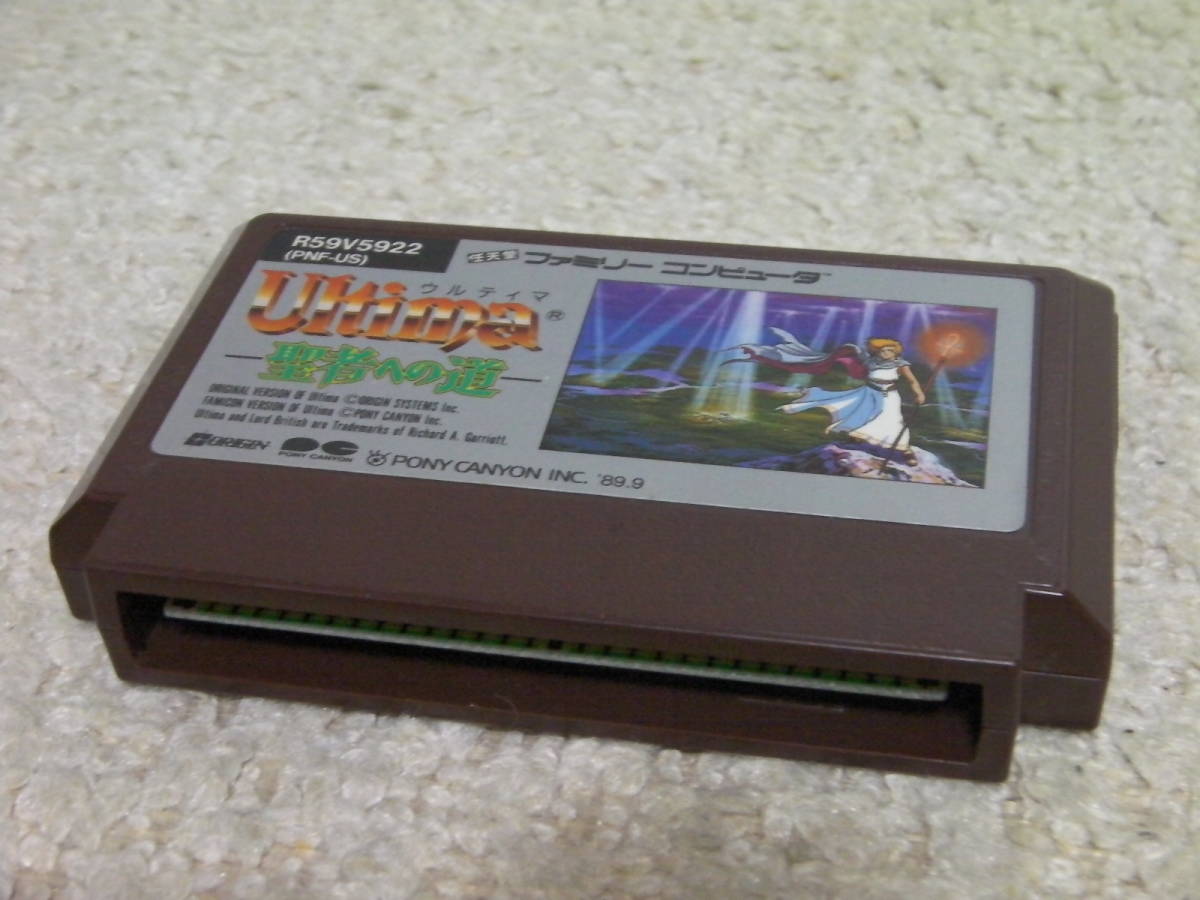 R59V5922
(PNF-US)
任天堂 ファミリー コンピュータ™
ウルティマ
Ultima®
聖者への道
ORIGINAL VERSION OF Ultima ©ORIGIN SYSTEMS Inc.
FAMICON VERSION OF Ultima ©PONY CANYON Inc.
Ultima and Lord British are Trademarks of Richard A. Garriott.
ORIGIN
PONY CANYON
PONY CANYON INC. '89.9